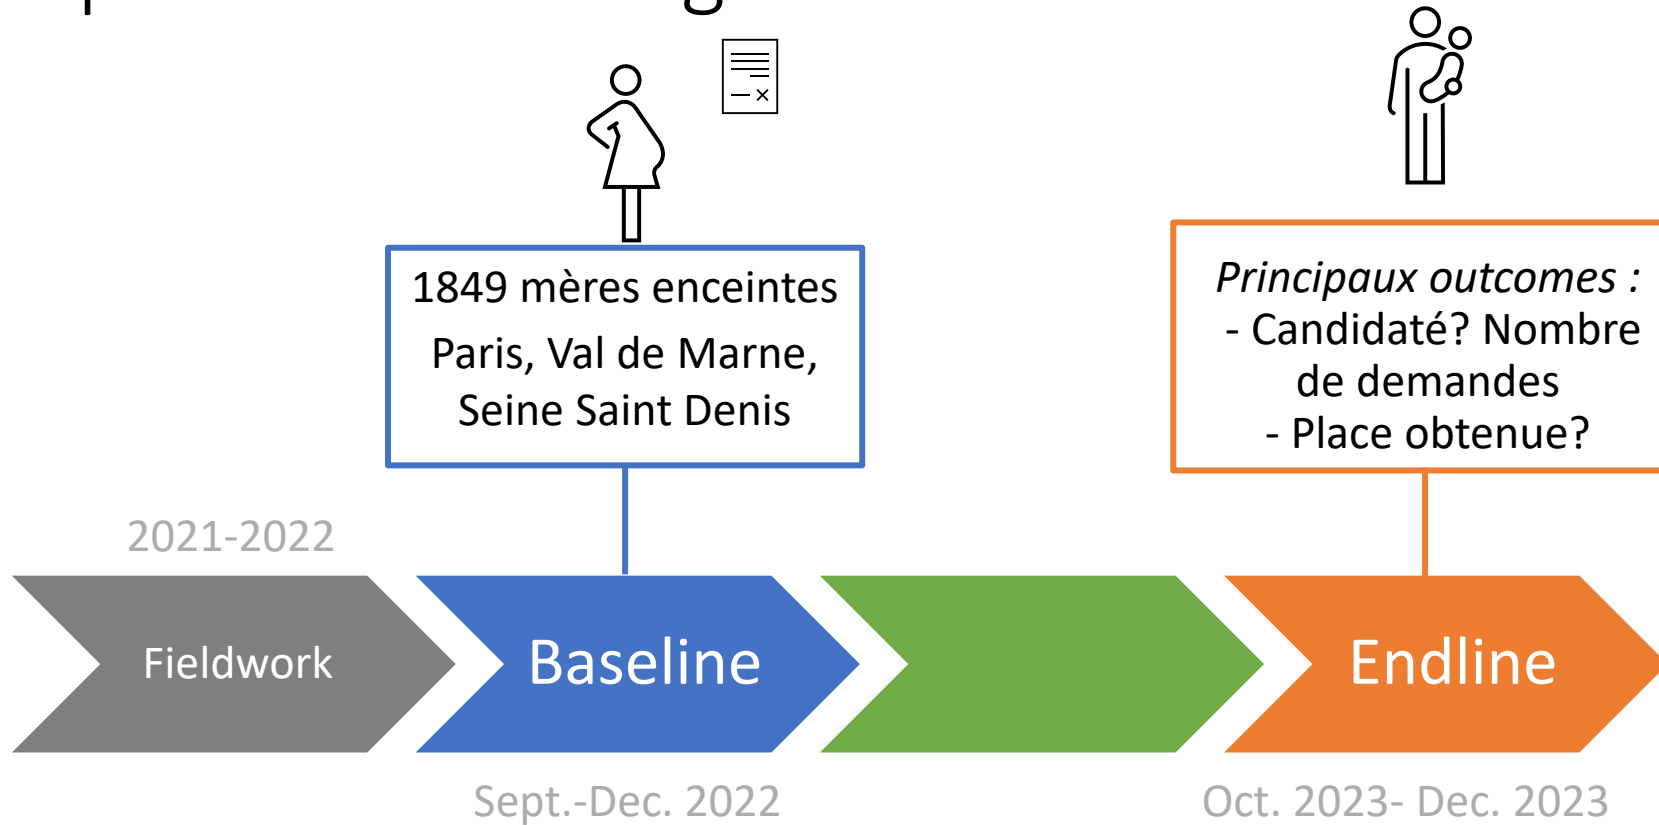 1849 mères enceintes
Paris, Val de Marne,
Seine Saint Denis
Principaux outcomes :
- Candidaté? Nombre
de demandes
- Place obtenue?
2021-2022
Fieldwork
Baseline
Endline
Sept.-Dec. 2022
Oct. 2023- Dec. 2023